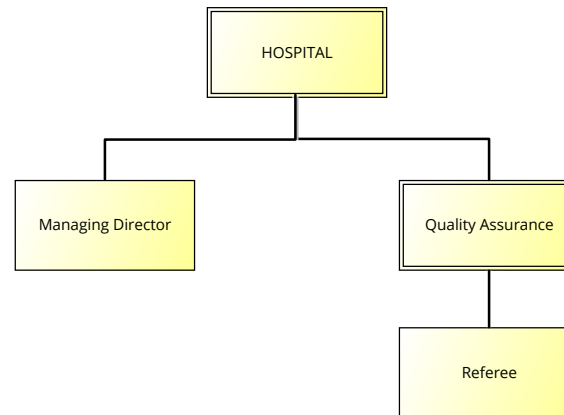 HOSPITAL
Managing Director
Quality Assurance
Referee